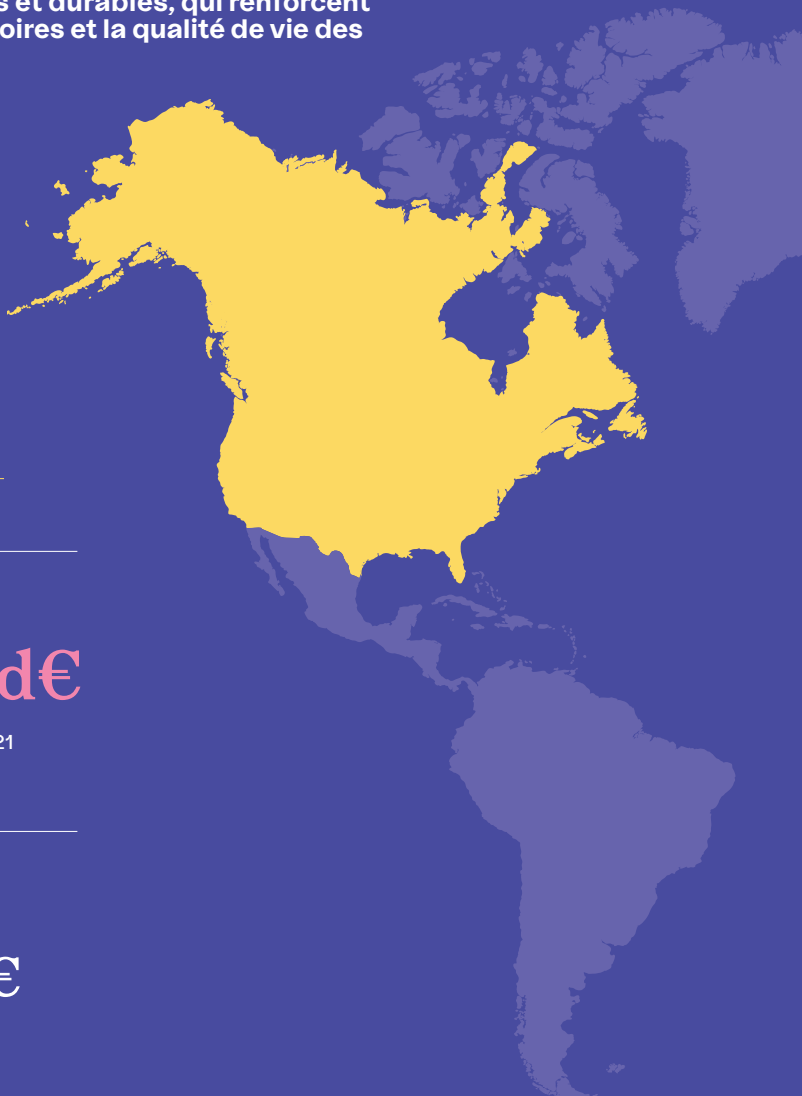 s et durables, qui renforcent
oires et la qualité de vie des
d€
21
€